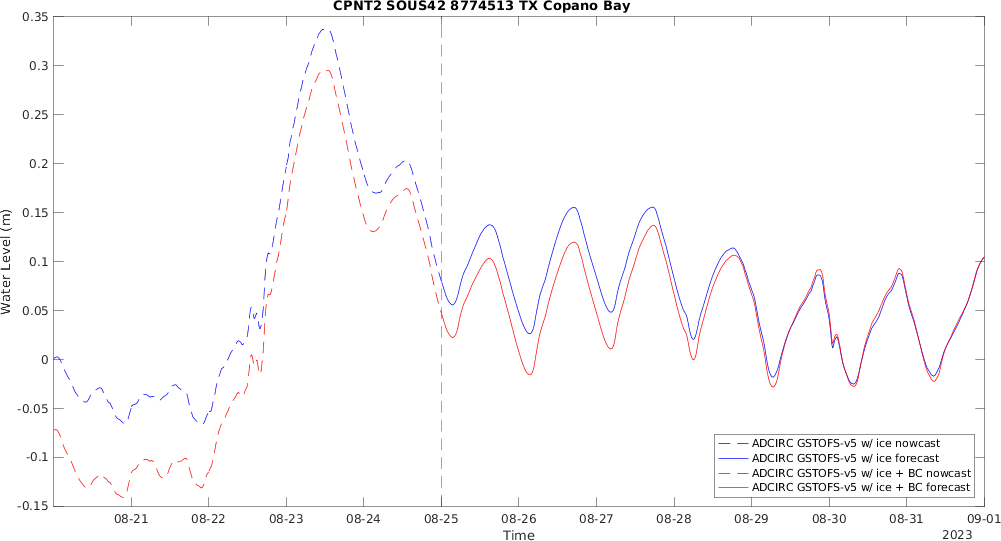 CPNT2 SOUS42 8774513 TX Copano Bay
0.35
0.3
0.25
0.2
0.15
0.1
0.05
0
-0.05
-0.1
-0.15
Water Level (m)
ADCIRC GSTOFS-v5 w/ ice nowcast
ADCIRC GSTOFS-v5 w/ ice forecast
ADCIRC GSTOFS-v5 w/ ice + BC nowcast
ADCIRC GSTOFS-v5 w/ ice + BC forecast
08-21 08-22 08-23 08-24 08-25 08-26 08-27 08-28 08-29 08-30 08-31 09-01
Time 2023